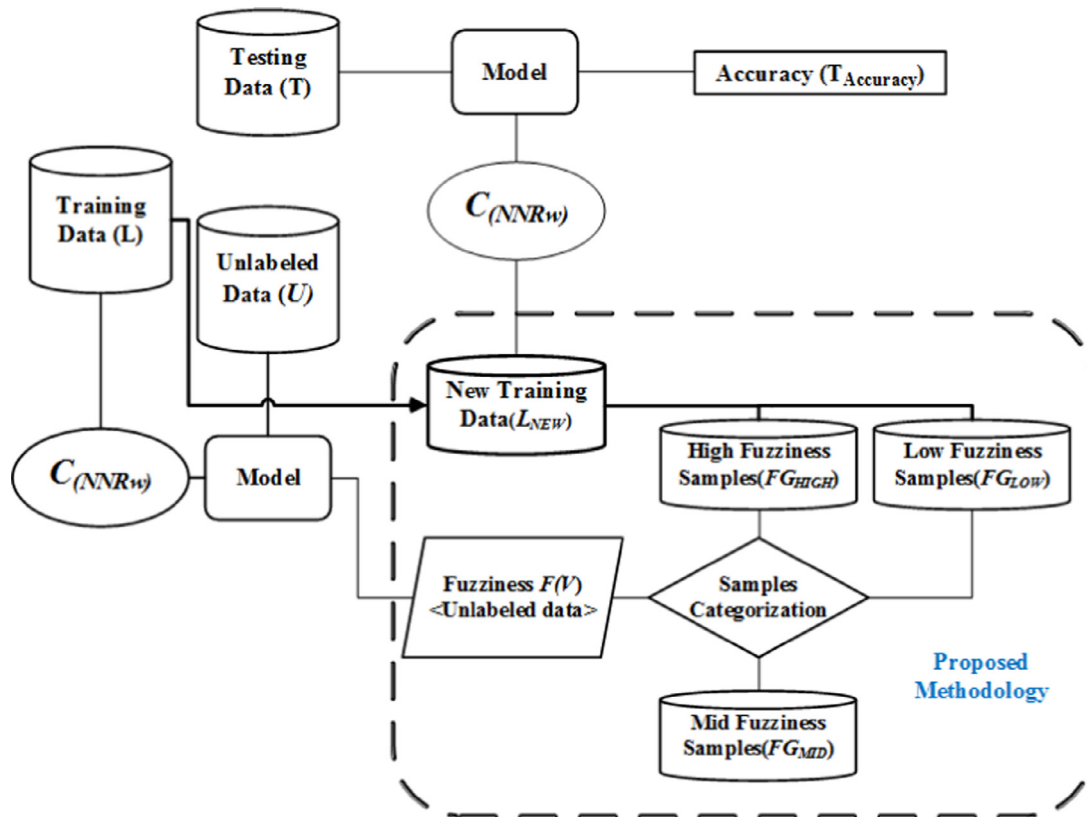 Testing
Data (T)
Model
Accuracy (TAccuracy)
Training
Data (L)
C(NNRw)
Unlabeled
Data (U)
New Training
Data(LNEW)
High Fuzziness
Samples(FGHIGH)
Low Fuzziness
Samples(FGLOW)
C(NNRw)
Model
Fuzziness F(V)
<Unlabeled data>
Samples
Categorization
Proposed
Methodology
Mid Fuzziness
Samples(FGMID)